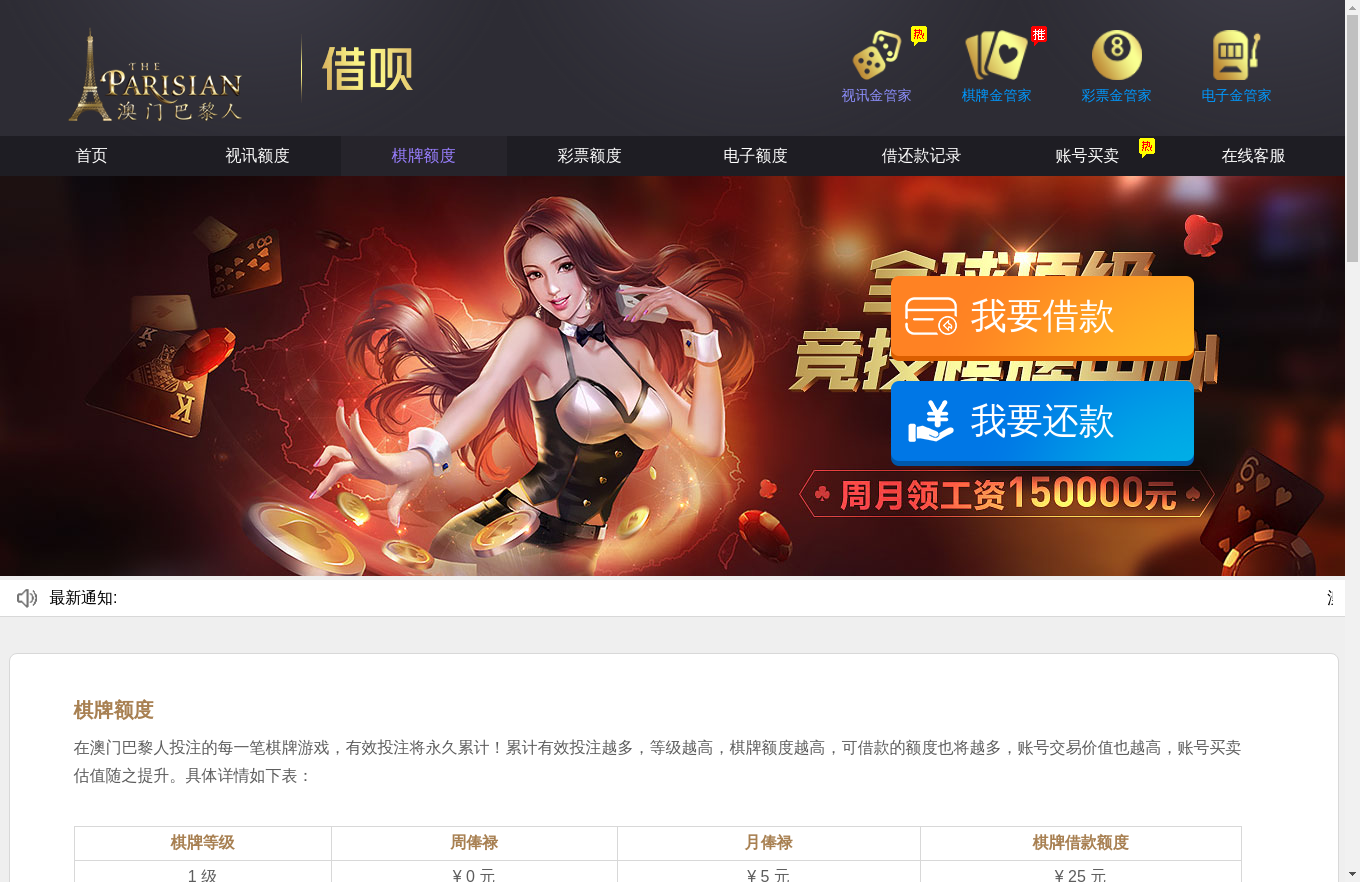 THE
PARISIAN
澳门巴黎人
借呗
热
推
视讯金管家
棋牌金管家
8
彩票金管家
电子金管家
首页
视讯额度
棋牌额度
彩票额度
电子额度
借还款记录
账号买卖
热
在线客服
我要借款
我要还款
周月领工资150000元
K
K
6
最新通知:
棋牌额度
在澳门巴黎人投注的每一笔棋牌游戏，有效投注将永久累计！累计有效投注越多，等级越高，棋牌额度越高，可借款的额度也将越多，账号交易价值也越高，账号买卖
估值随之提升。具体详情如下表：
棋牌等级
周俸禄
月俸禄
棋牌借款额度
1 级
¥ 0 元
¥ 5 元
¥ 25 元